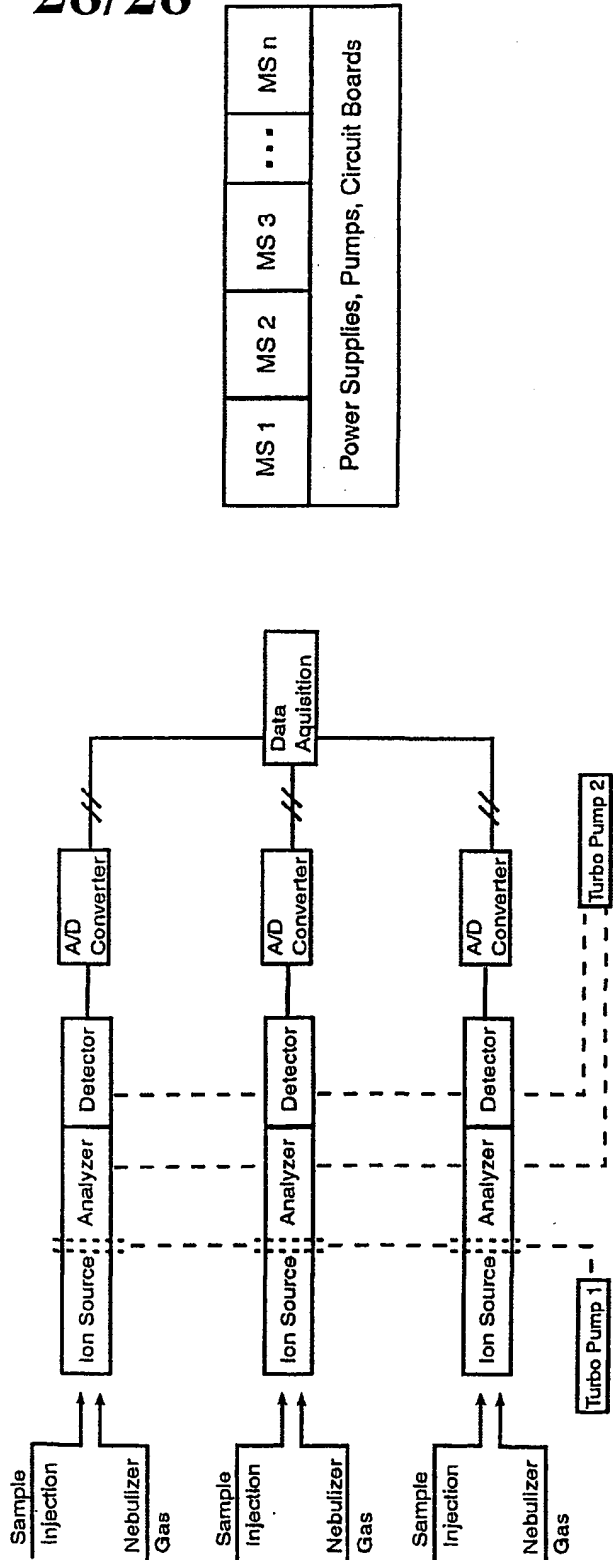 28/28
Sample
Injection
Nebulizer
Gas
Ion Source
Analyzer
Detector
A/D
Converter
Sample
Injection
Nebulizer
Gas
Ion Source
Analyzer
Detector
A/D
Converter
Data
Aquisition
Sample
Injection
Nebulizer
Gas
Ion Source
Analyzer
Detector
A/D
Converter
Turbo Pump 1
Turbo Pump 2
MS 1
MS 2
MS 3
...
MS n
Power Supplies, Pumps, Circuit Boards